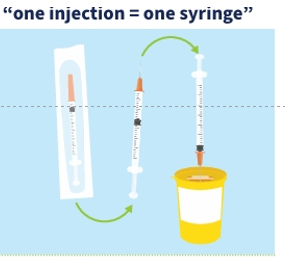 “one injection = one syringe”